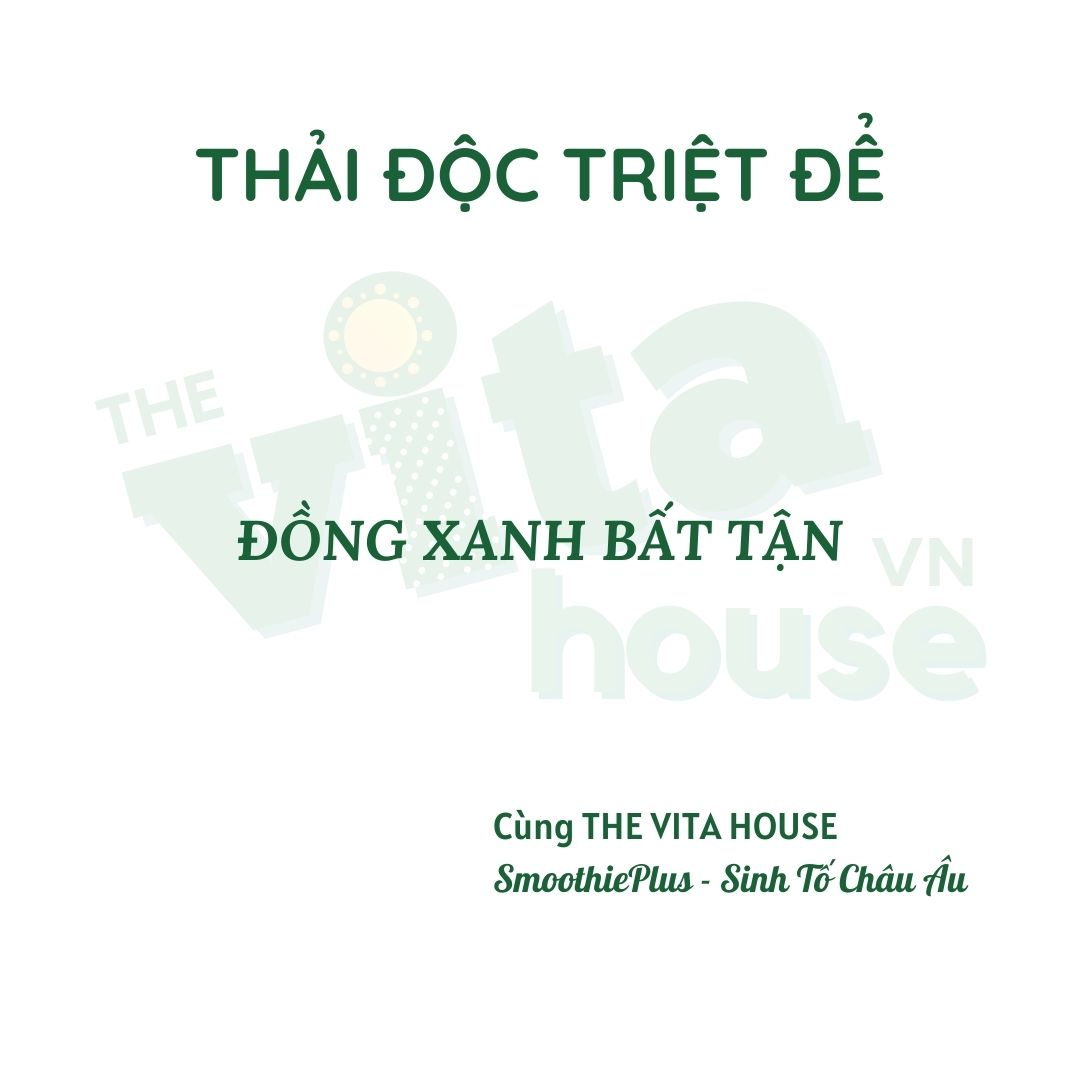 THẢI ĐỘC TRIỆT ĐỂ
THE
vita
ĐỒNG XANH BẤT TẬN
VN
house
Cùng THE VITA HOUSE
SmoothiePlus - Sinh Tố Châu Âu